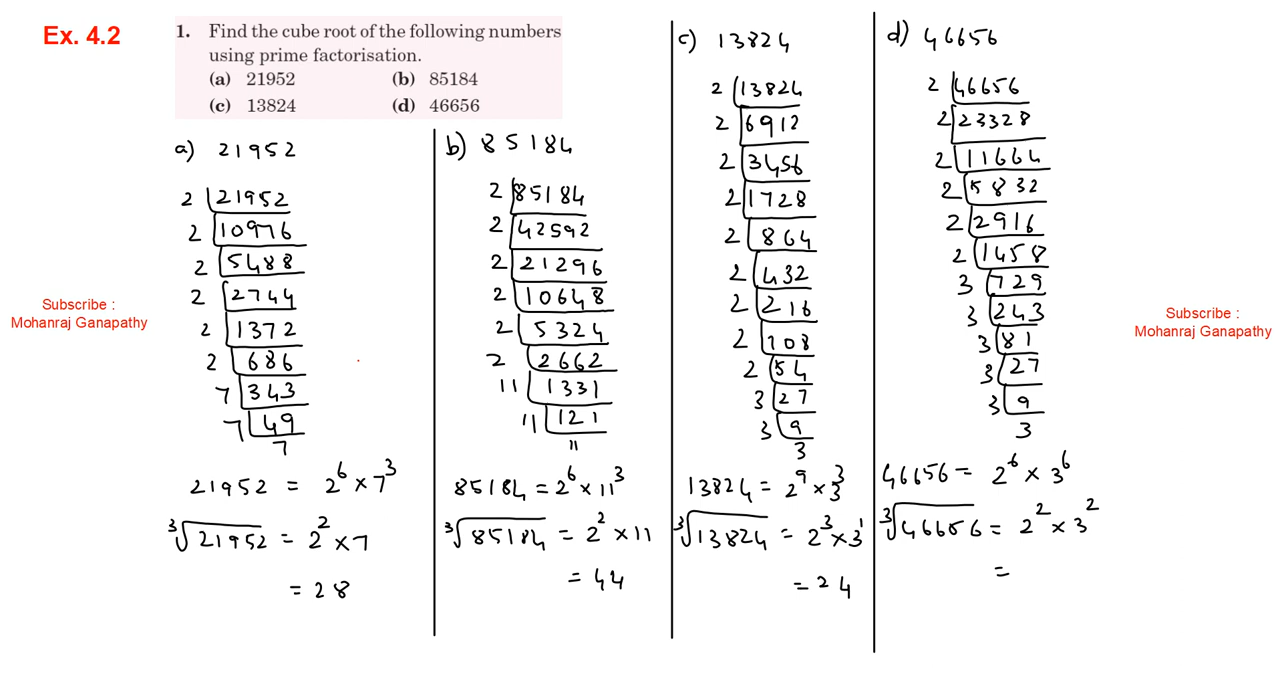 Ex. 4.2
1. Find the cube root of the following numbers
using prime factorisation.
(a) 21952 (b) 85184
(c) 13824 (d) 46656
a) 21952
2 21952
2 10976
2 5488
2 2744
2 1372
2 686
7 343
7 49
7
21952 = 2^6 × 7^3
∛21952 = 2^2 × 7
= 28
b) 85184
2 85184
2 42592
2 21296
2 10648
2 5324
2 2662
11 1331
11 121
11
85184 = 2^6 × 11^3
∛85184 = 2^2 × 11
= 44
c) 13824
2 13824
2 6912
2 3456
2 1728
2 864
2 432
2 216
2 108
2 54
3 27
3 9
3
13824 = 2^9 × 3^3
∛13824 = 2^3 × 3^1
= 24
d) 46656
2 46656
2 23328
2 11664
2 5832
2 2916
2 1458
3 729
3 243
3 81
3 27
3 9
3
46656 = 2^6 × 3^6
∛46656 = 2^2 × 3^2
=
Subscribe :
Mohanraj Ganapathy
Subscribe :
Mohanraj Ganapathy